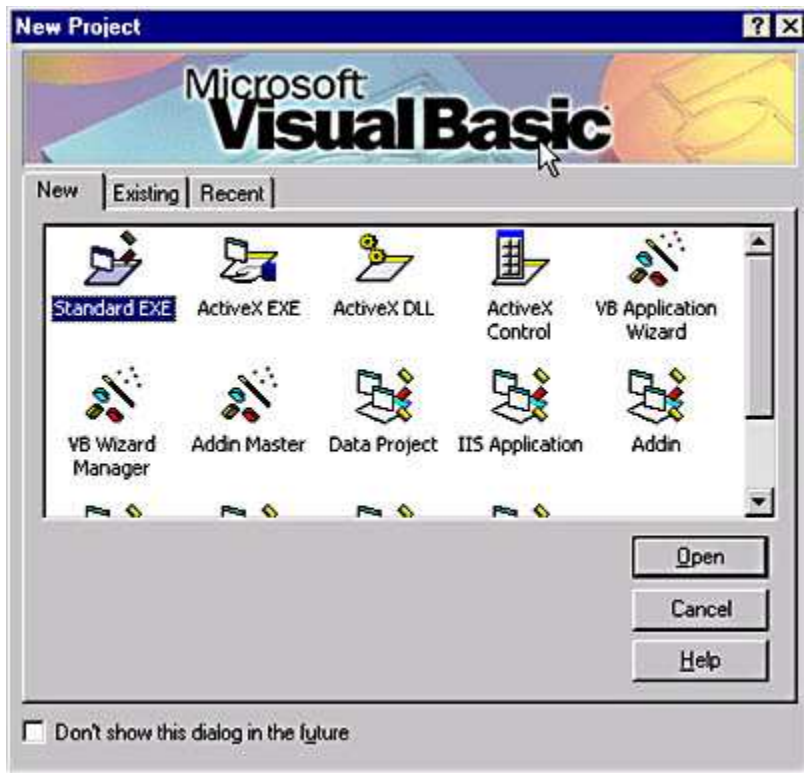 New Project
Microsoft
Visual Basic
New Existing Recent
Standard EXE ActiveX EXE ActiveX DLL ActiveX Control VB Application Wizard
VB Wizard Manager Addin Master Data Project IIS Application Addin
Open
Cancel
Help
Don't show this dialog in the future